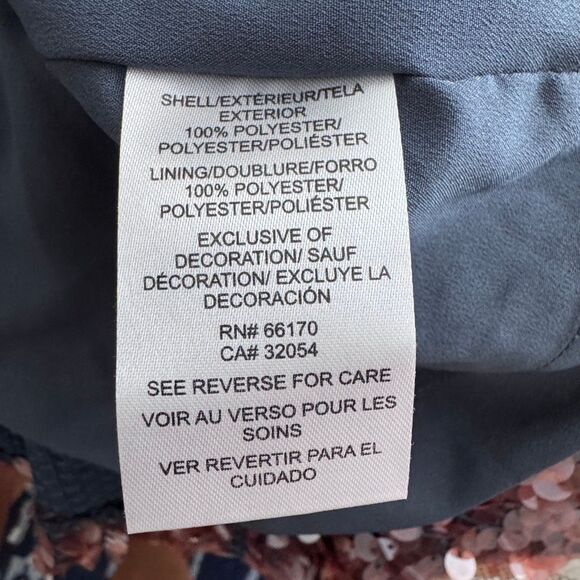 SHELL/EXTÉRIEUR/TELA
EXTERIOR
100% POLYESTER/
POLYESTER/POLIÉSTER
LINING/DOUBLURE/FORRO
100% POLYESTER/
POLYESTER/POLIÉSTER
EXCLUSIVE OF
DECORATION/ SAUF
DÉCORATION/ EXCLUYE LA
DECORACIÓN
RN# 66170
CA# 32054
SEE REVERSE FOR CARE
VOIR AU VERSO POUR LES
SOINS
VER REVERTIR PARA EL
CUIDADO